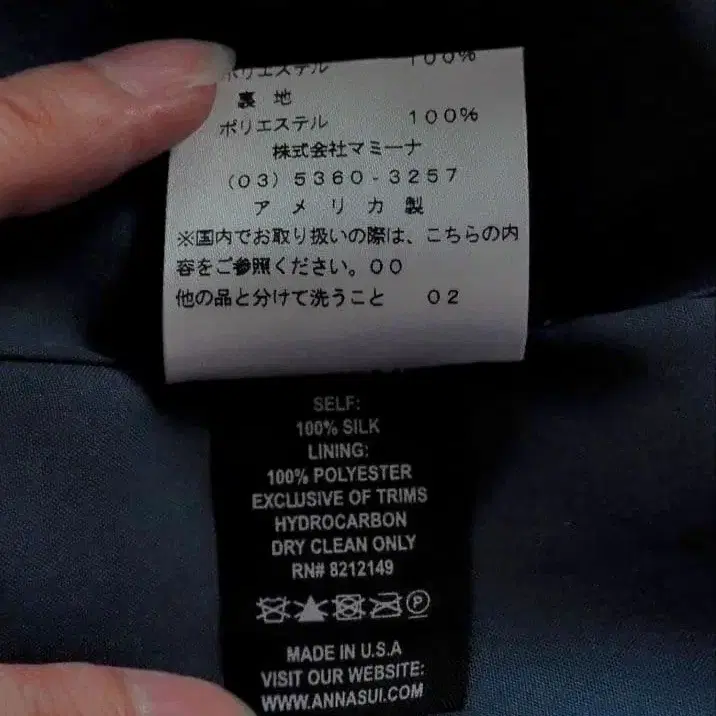 ポリエステル 100%
裏地
ポリエステル 100%
株式会社マミーナ
(03)5360-3257
アメリカ製
※国内でお取り扱いの際は、こちらの内
容をご参照ください。00
他の品と分けて洗うこと 02
SELF:
100% SILK
LINING:
100% POLYESTER
EXCLUSIVE OF TRIMS
HYDROCARBON
DRY CLEAN ONLY
RN# 8212149
P
MADE IN U.S.A
VISIT OUR WEBSITE:
WWW.ANNASUI.COM